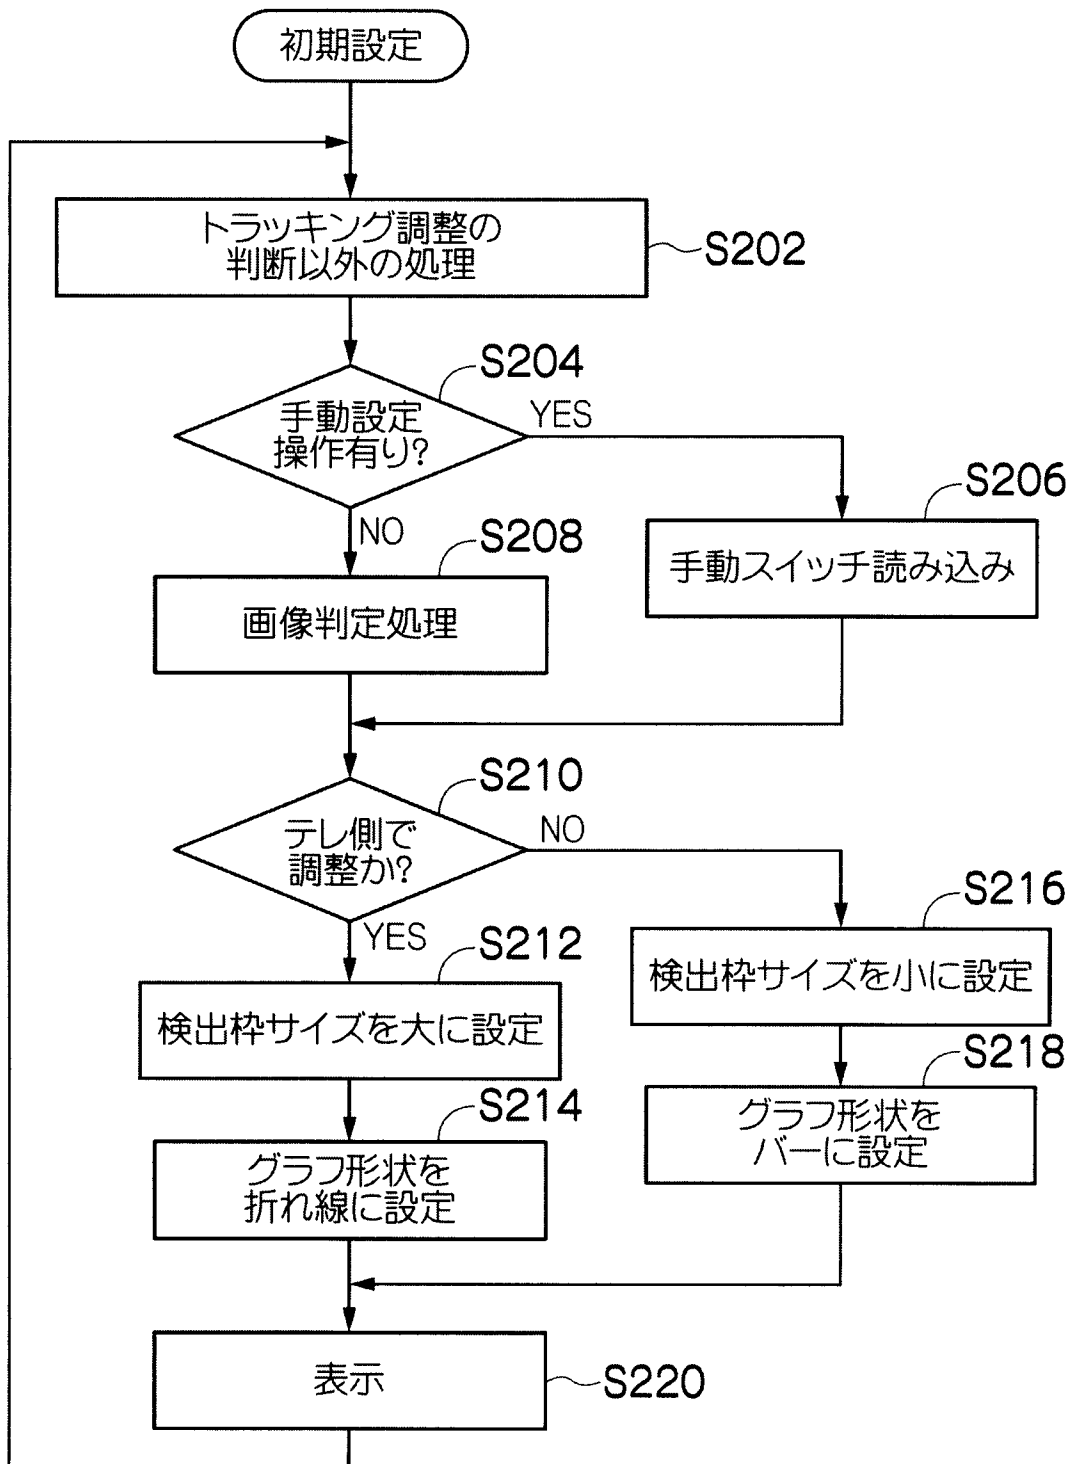 初期設定
トラッキング調整の
判断以外の処理
S202
S204
手動設定
操作有り?
YES
NO
S206
手動スイッチ読み込み
S208
画像判定処理
S210
テレ側で
調整か?
NO
YES
S212
検出枠サイズを大に設定
S214
グラフ形状を
折れ線に設定
S216
検出枠サイズを小に設定
S218
グラフ形状を
バーに設定
表示
S220